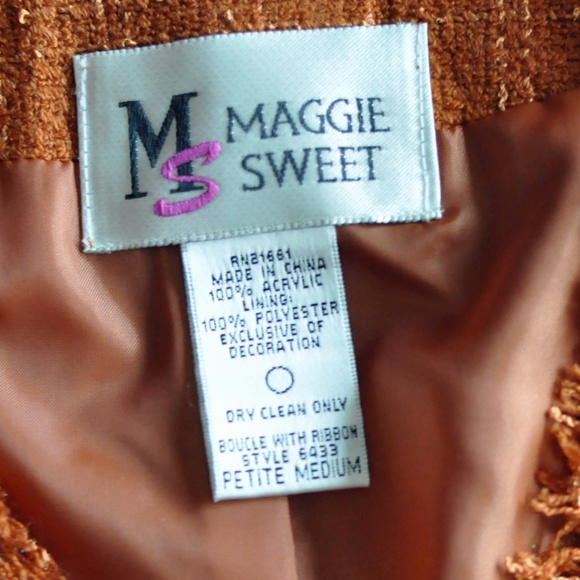 MS
MAGGIE
SWEET
RN81661
MADE IN CHINA
100% ACRYLIC
LINING:
100% POLYESTER
EXCLUSIVE OF
DECORATION
DRY CLEAN ONLY
BOUCLE WITH RIBBON
STYLE 6433
PETITE MEDIUM